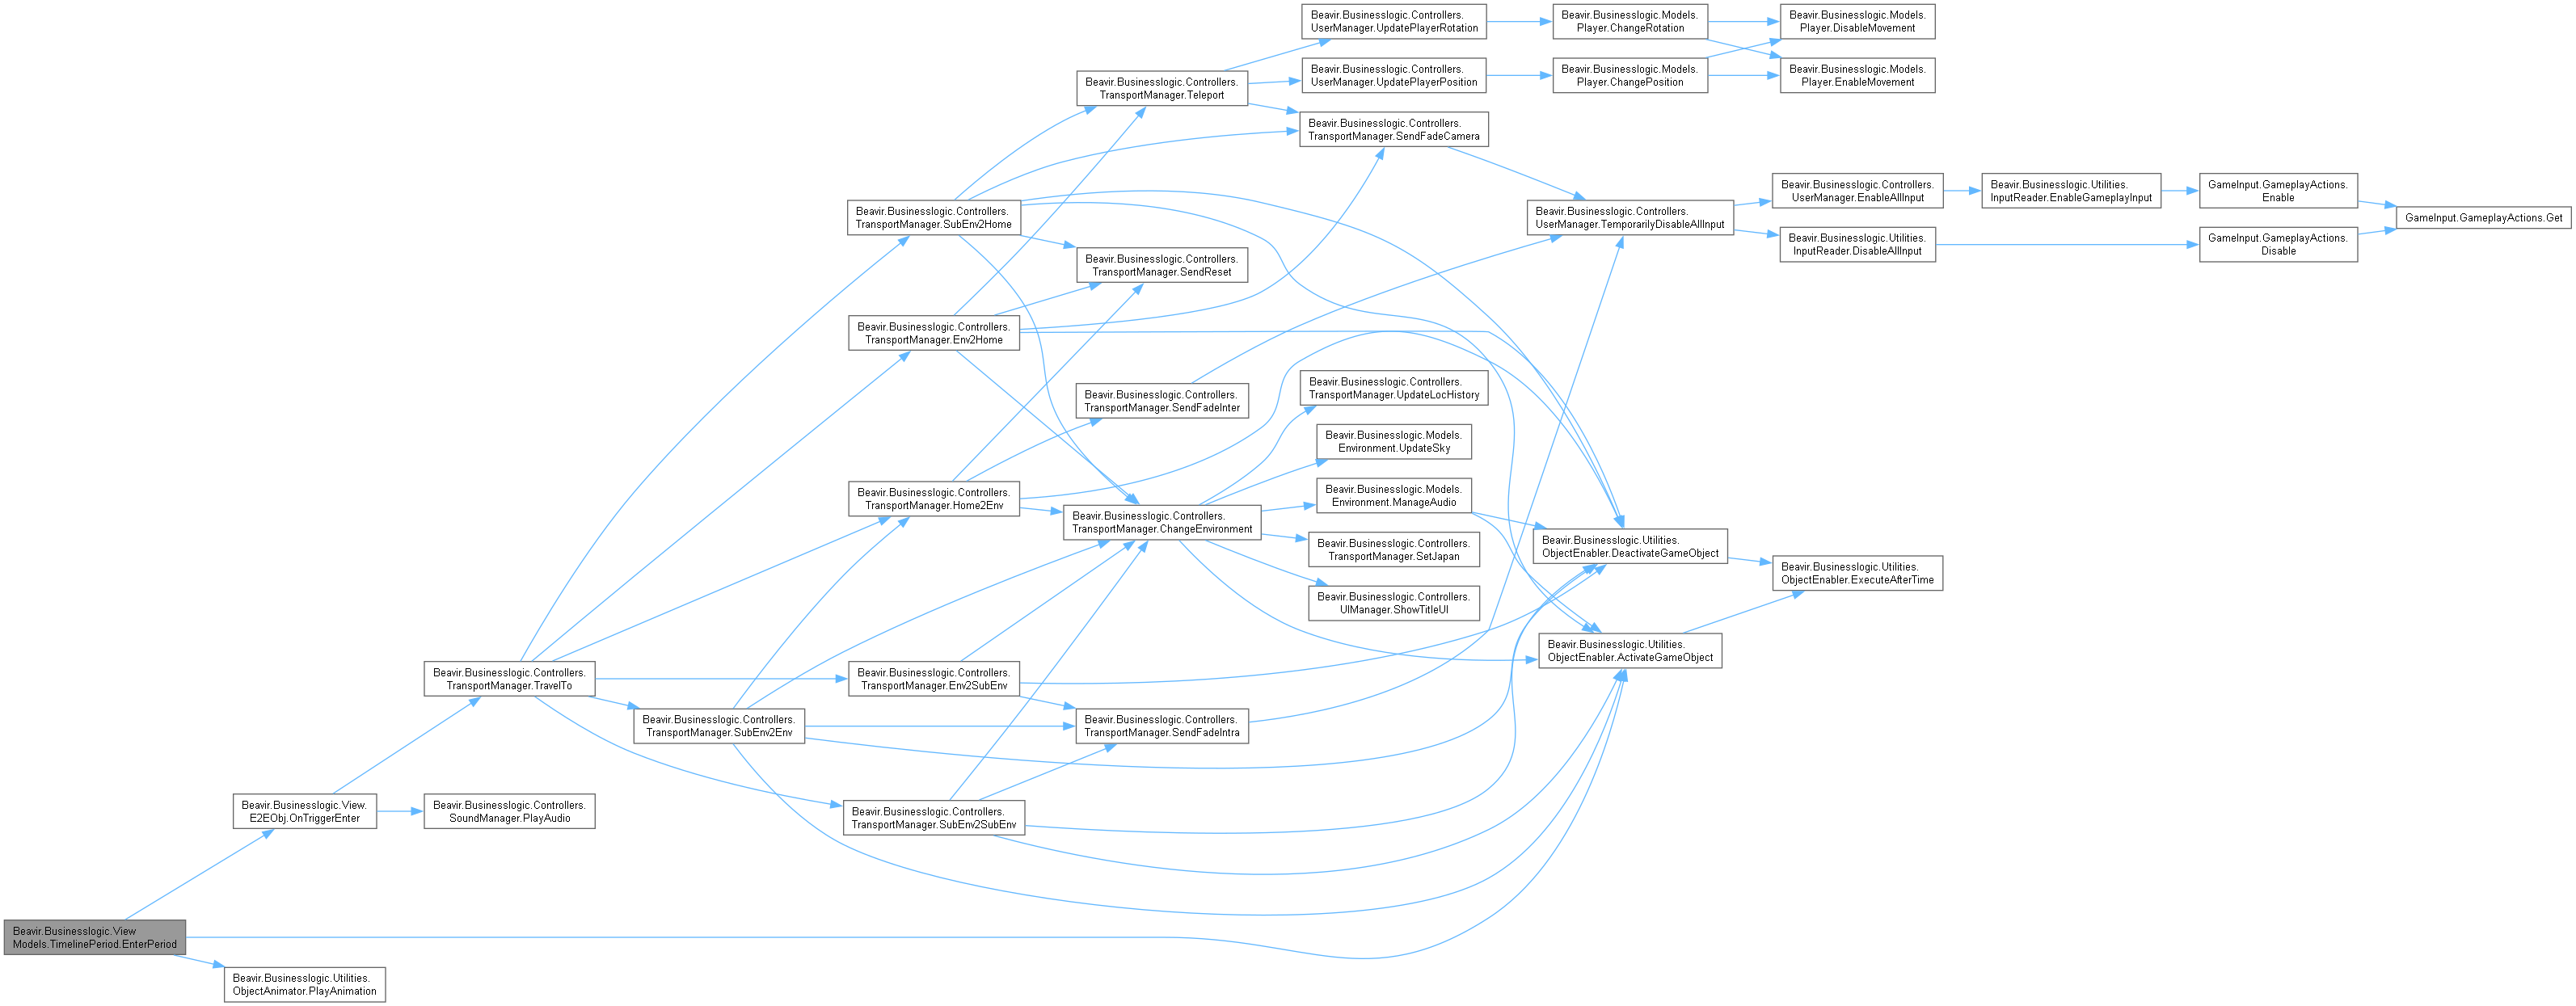 Beavir.Businesslogic.View
Models.TimelinePeriod.EnterPeriod
Beavir.Businesslogic.View.
E2EObj.OnTriggerEnter
Beavir.Businesslogic.Utilities.
ObjectAnimator.PlayAnimation
Beavir.Businesslogic.Controllers.
TransportManager.TravelTo
Beavir.Businesslogic.Controllers.
SoundManager.PlayAudio
Beavir.Businesslogic.Controllers.
TransportManager.SubEnv2Env
Beavir.Businesslogic.Controllers.
TransportManager.SubEnv2Home
Beavir.Businesslogic.Controllers.
TransportManager.Env2Home
Beavir.Businesslogic.Controllers.
TransportManager.Home2Env
Beavir.Businesslogic.Controllers.
TransportManager.Env2SubEnv
Beavir.Businesslogic.Controllers.
TransportManager.SubEnv2SubEnv
Beavir.Businesslogic.Controllers.
TransportManager.Teleport
Beavir.Businesslogic.Controllers.
TransportManager.SendReset
Beavir.Businesslogic.Controllers.
TransportManager.SendFadeInter
Beavir.Businesslogic.Controllers.
TransportManager.ChangeEnvironment
Beavir.Businesslogic.Controllers.
TransportManager.SendFadeIntra
Beavir.Businesslogic.Controllers.
UserManager.UpdatePlayerRotation
Beavir.Businesslogic.Controllers.
UserManager.UpdatePlayerPosition
Beavir.Businesslogic.Controllers.
TransportManager.SendFadeCamera
Beavir.Businesslogic.Controllers.
TransportManager.UpdateLocHistory
Beavir.Businesslogic.Models.
Environment.UpdateSky
Beavir.Businesslogic.Models.
Environment.ManageAudio
Beavir.Businesslogic.Controllers.
TransportManager.SetJapan
Beavir.Businesslogic.Controllers.
UIManager.ShowTitleUI
Beavir.Businesslogic.Models.
Player.ChangeRotation
Beavir.Businesslogic.Models.
Player.ChangePosition
Beavir.Businesslogic.Controllers.
UserManager.TemporarilyDisableAllInput
Beavir.Businesslogic.Utilities.
ObjectEnabler.DeactivateGameObject
Beavir.Businesslogic.Utilities.
ObjectEnabler.ActivateGameObject
Beavir.Businesslogic.Models.
Player.DisableMovement
Beavir.Businesslogic.Models.
Player.EnableMovement
Beavir.Businesslogic.Controllers.
UserManager.EnableAllInput
Beavir.Businesslogic.Utilities.
InputReader.DisableAllInput
Beavir.Businesslogic.Utilities.
ObjectEnabler.ExecuteAfterTime
Beavir.Businesslogic.Utilities.
InputReader.EnableGameplayInput
GameInput.GameplayActions.
Enable
GameInput.GameplayActions.
Disable
GameInput.GameplayActions.Get